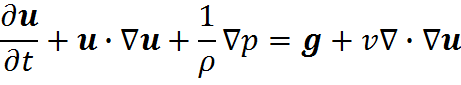 ∂𝒖/∂t + 𝒖 · ∇𝒖 + 1/ρ ∇p = 𝒈 + v∇ · ∇𝒖